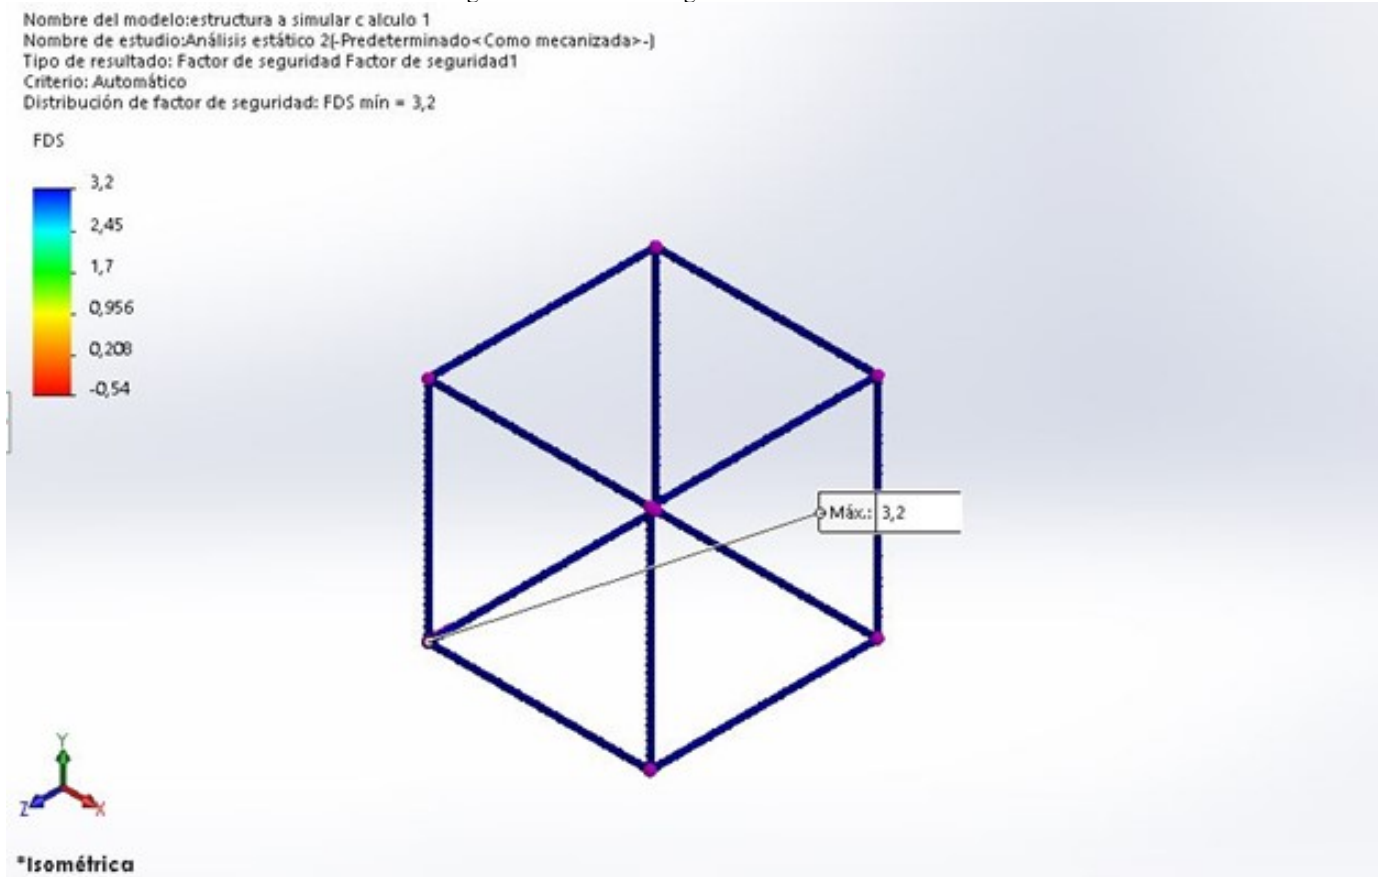 Nombre del modelo:estructura a simular c alculo 1
Nombre de estudio:Análisis estático 2(-Predeterminado<Como mecanizada>-)
Tipo de resultado: Factor de seguridad Factor de seguridad1
Criterio: Automático
Distribución de factor de seguridad: FDS mín = 3,2
FDS
3,2
2,45
1,7
0,956
0,208
-0,54
Máx.: 3,2
Y
Z X
*Isométrica